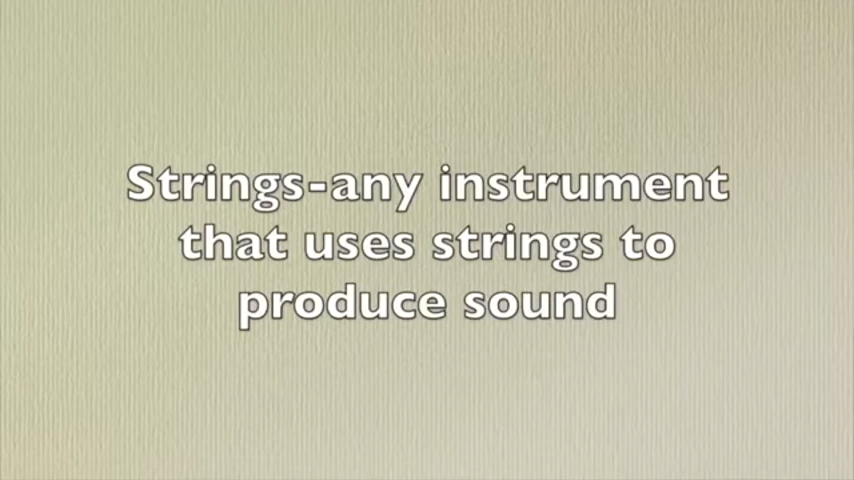 Strings-any instrument
that uses strings to
produce sound